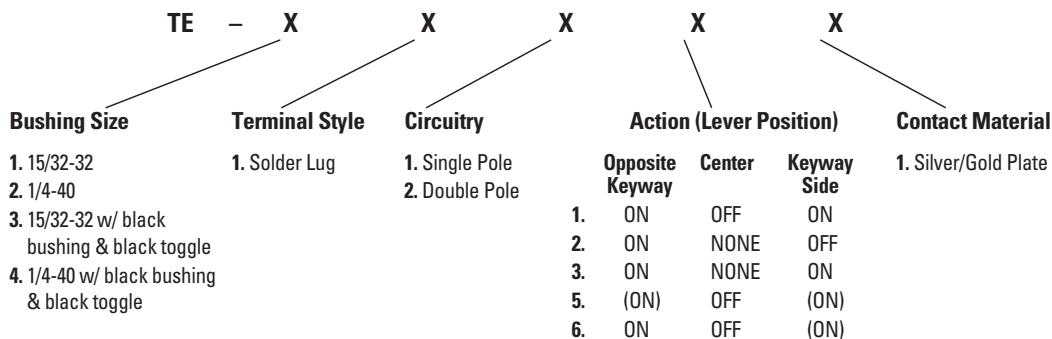 TE – X X X X X
Bushing Size
1. 15/32-32
2. 1/4-40
3. 15/32-32 w/ black
bushing & black toggle
4. 1/4-40 w/ black bushing
& black toggle
Terminal Style
1. Solder Lug
Circuitry
1. Single Pole
2. Double Pole
Action (Lever Position)
Opposite Center Keyway
Keyway Side
1. ON OFF ON
2. ON NONE OFF
3. ON NONE ON
5. (ON) OFF (ON)
6. ON OFF (ON)
Contact Material
1. Silver/Gold Plate